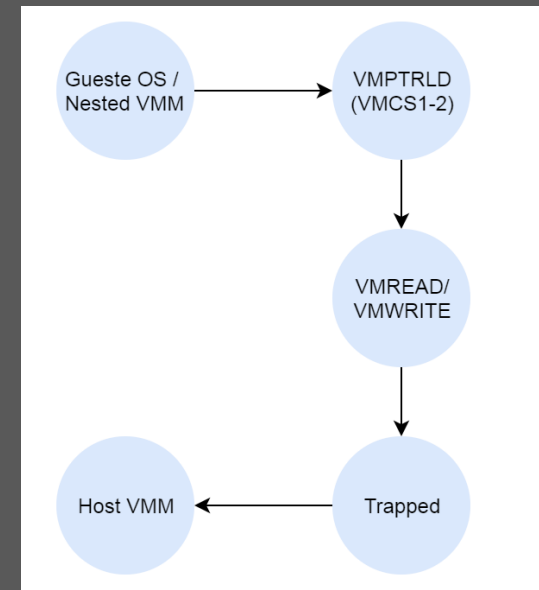 Gueste OS /
Nested VMM
VMPTRLD
(VMCS1-2)
VMREAD/
VMWRITE
Trapped
Host VMM